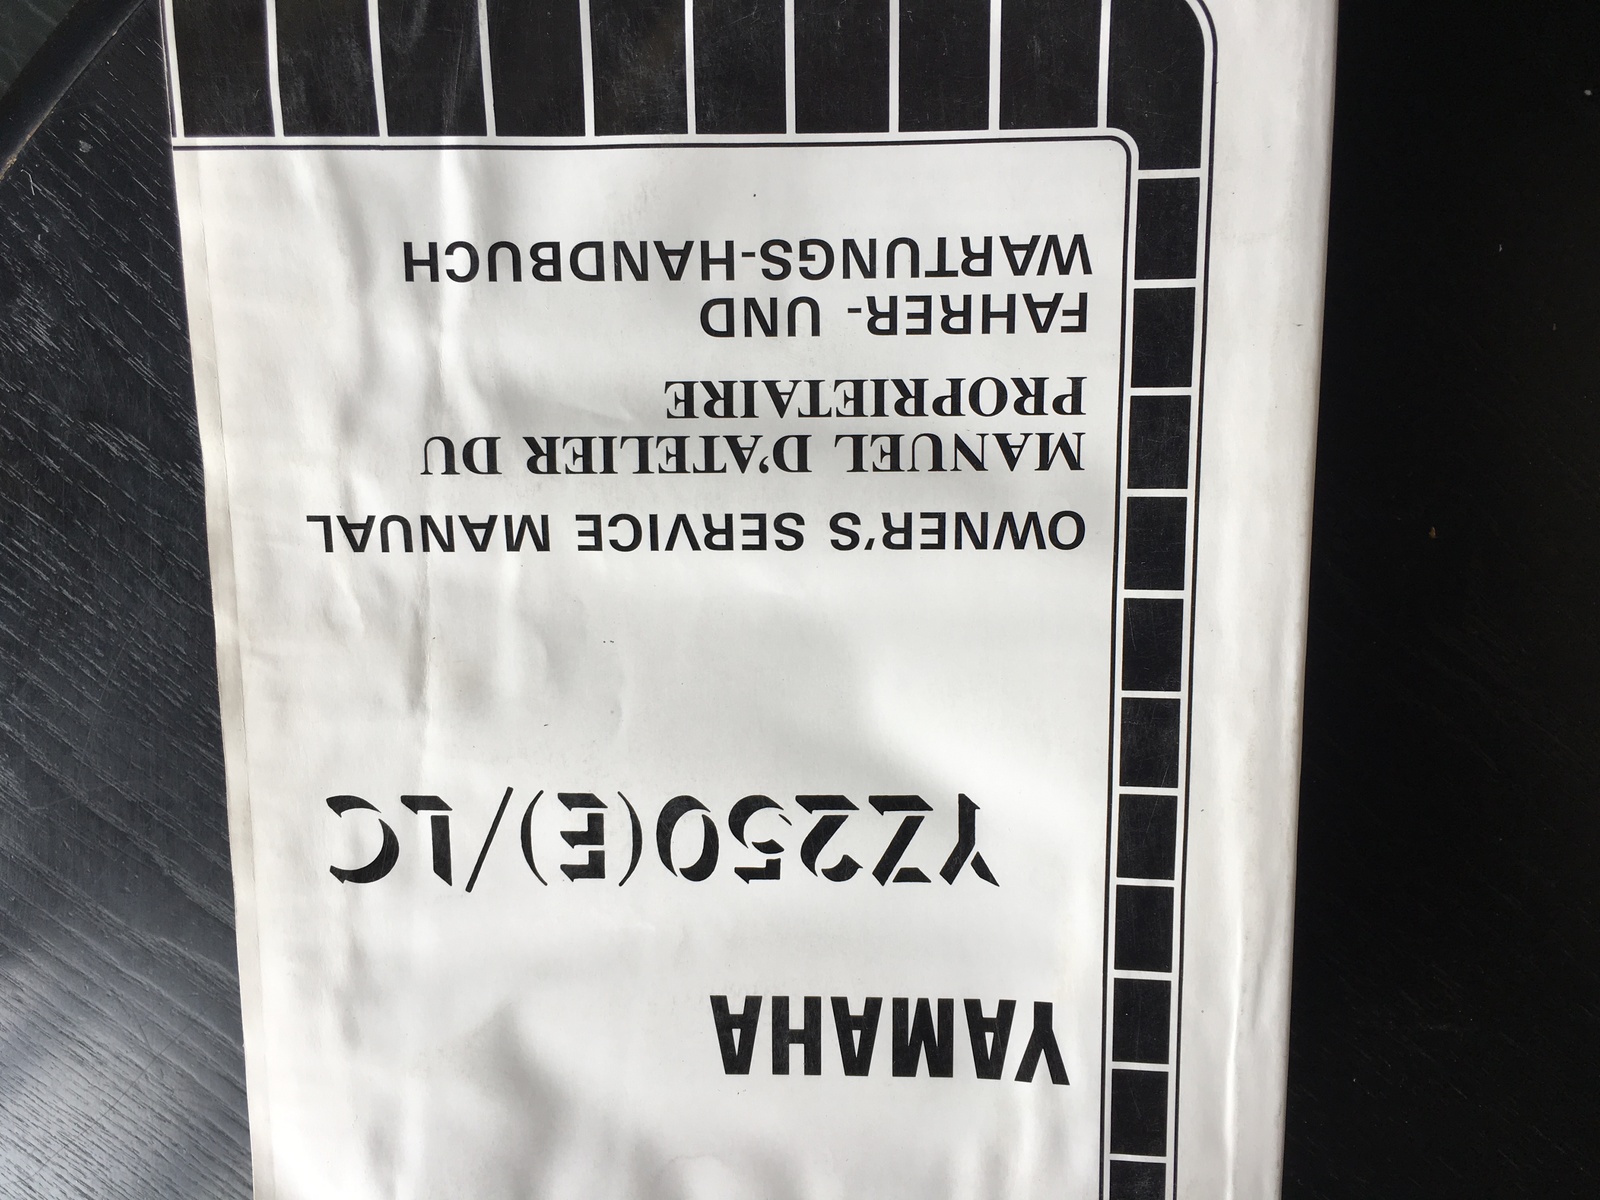 YAMAHA
YZ250(E)/LC
OWNER'S SERVICE MANUAL
MANUEL D'ATELIER DU
PROPRIETAIRE
FAHRER- UND
WARTUNGS-HANDBUCH